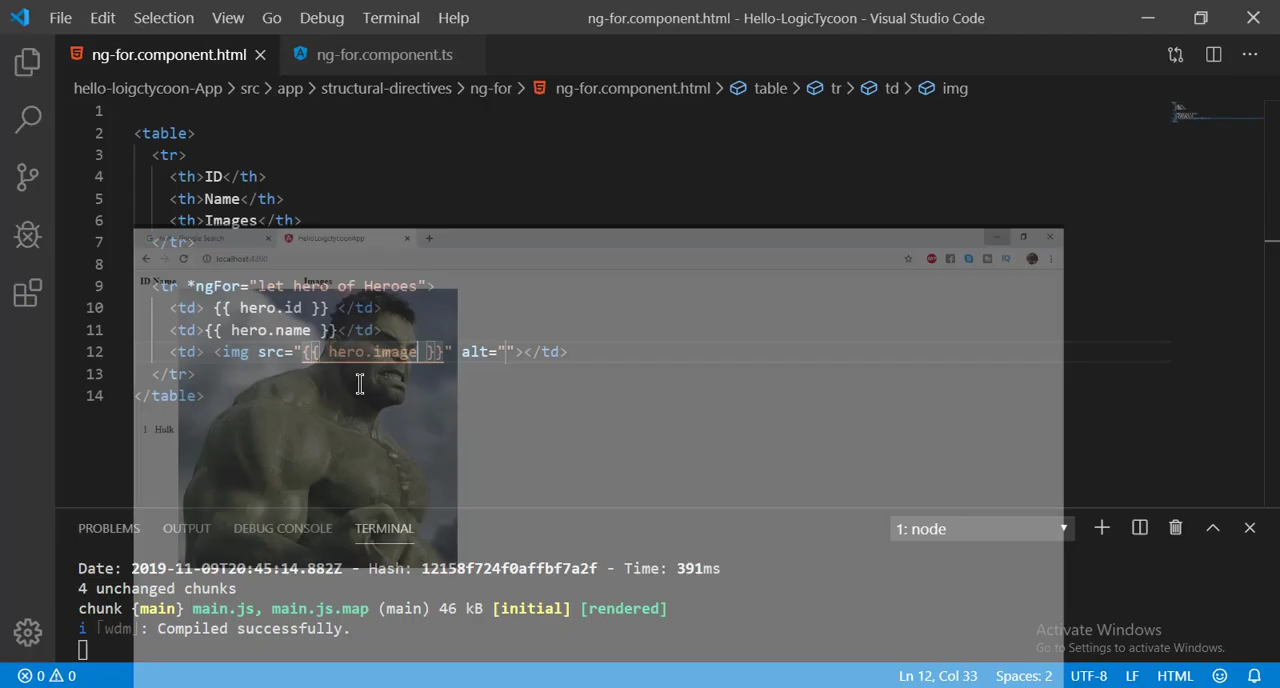 File Edit Selection View Go Debug Terminal Help ng-for.component.html - Hello-LogicTycoon - Visual Studio Code
ng-for.component.html ng-for.component.ts
hello-loigctycoon-App > src > app > structural-directives > ng-for > ng-for.component.html > table > tr > td > img
1
2 <table>
3 <tr>
4 <th>ID</th>
5 <th>Name</th>
6 <th>Images</th>
7 </tr>
8
9 <tr *ngFor="let hero of Heroes">
10 <td> {{ hero.id }} </td>
11 <td>{{ hero.name }}</td>
12 <td> <img src="{{ hero.image }}" alt=""></td>
13 </tr>
14 </table>
Google Search HelloLoigctycoonApp
localhost:4200
ID Name Images
1 Hulk
PROBLEMS OUTPUT DEBUG CONSOLE TERMINAL 1: node
Date: 2019-11-09T20:45:14.882Z - Hash: 12158f724f0affbf7a2f - Time: 391ms
4 unchanged chunks
chunk {main} main.js, main.js.map (main) 46 kB [initial] [rendered]
i ｢wdm｣: Compiled successfully.
Activate Windows
Go to Settings to activate Windows.
0 0 Ln 12, Col 33 Spaces: 2 UTF-8 LF HTML